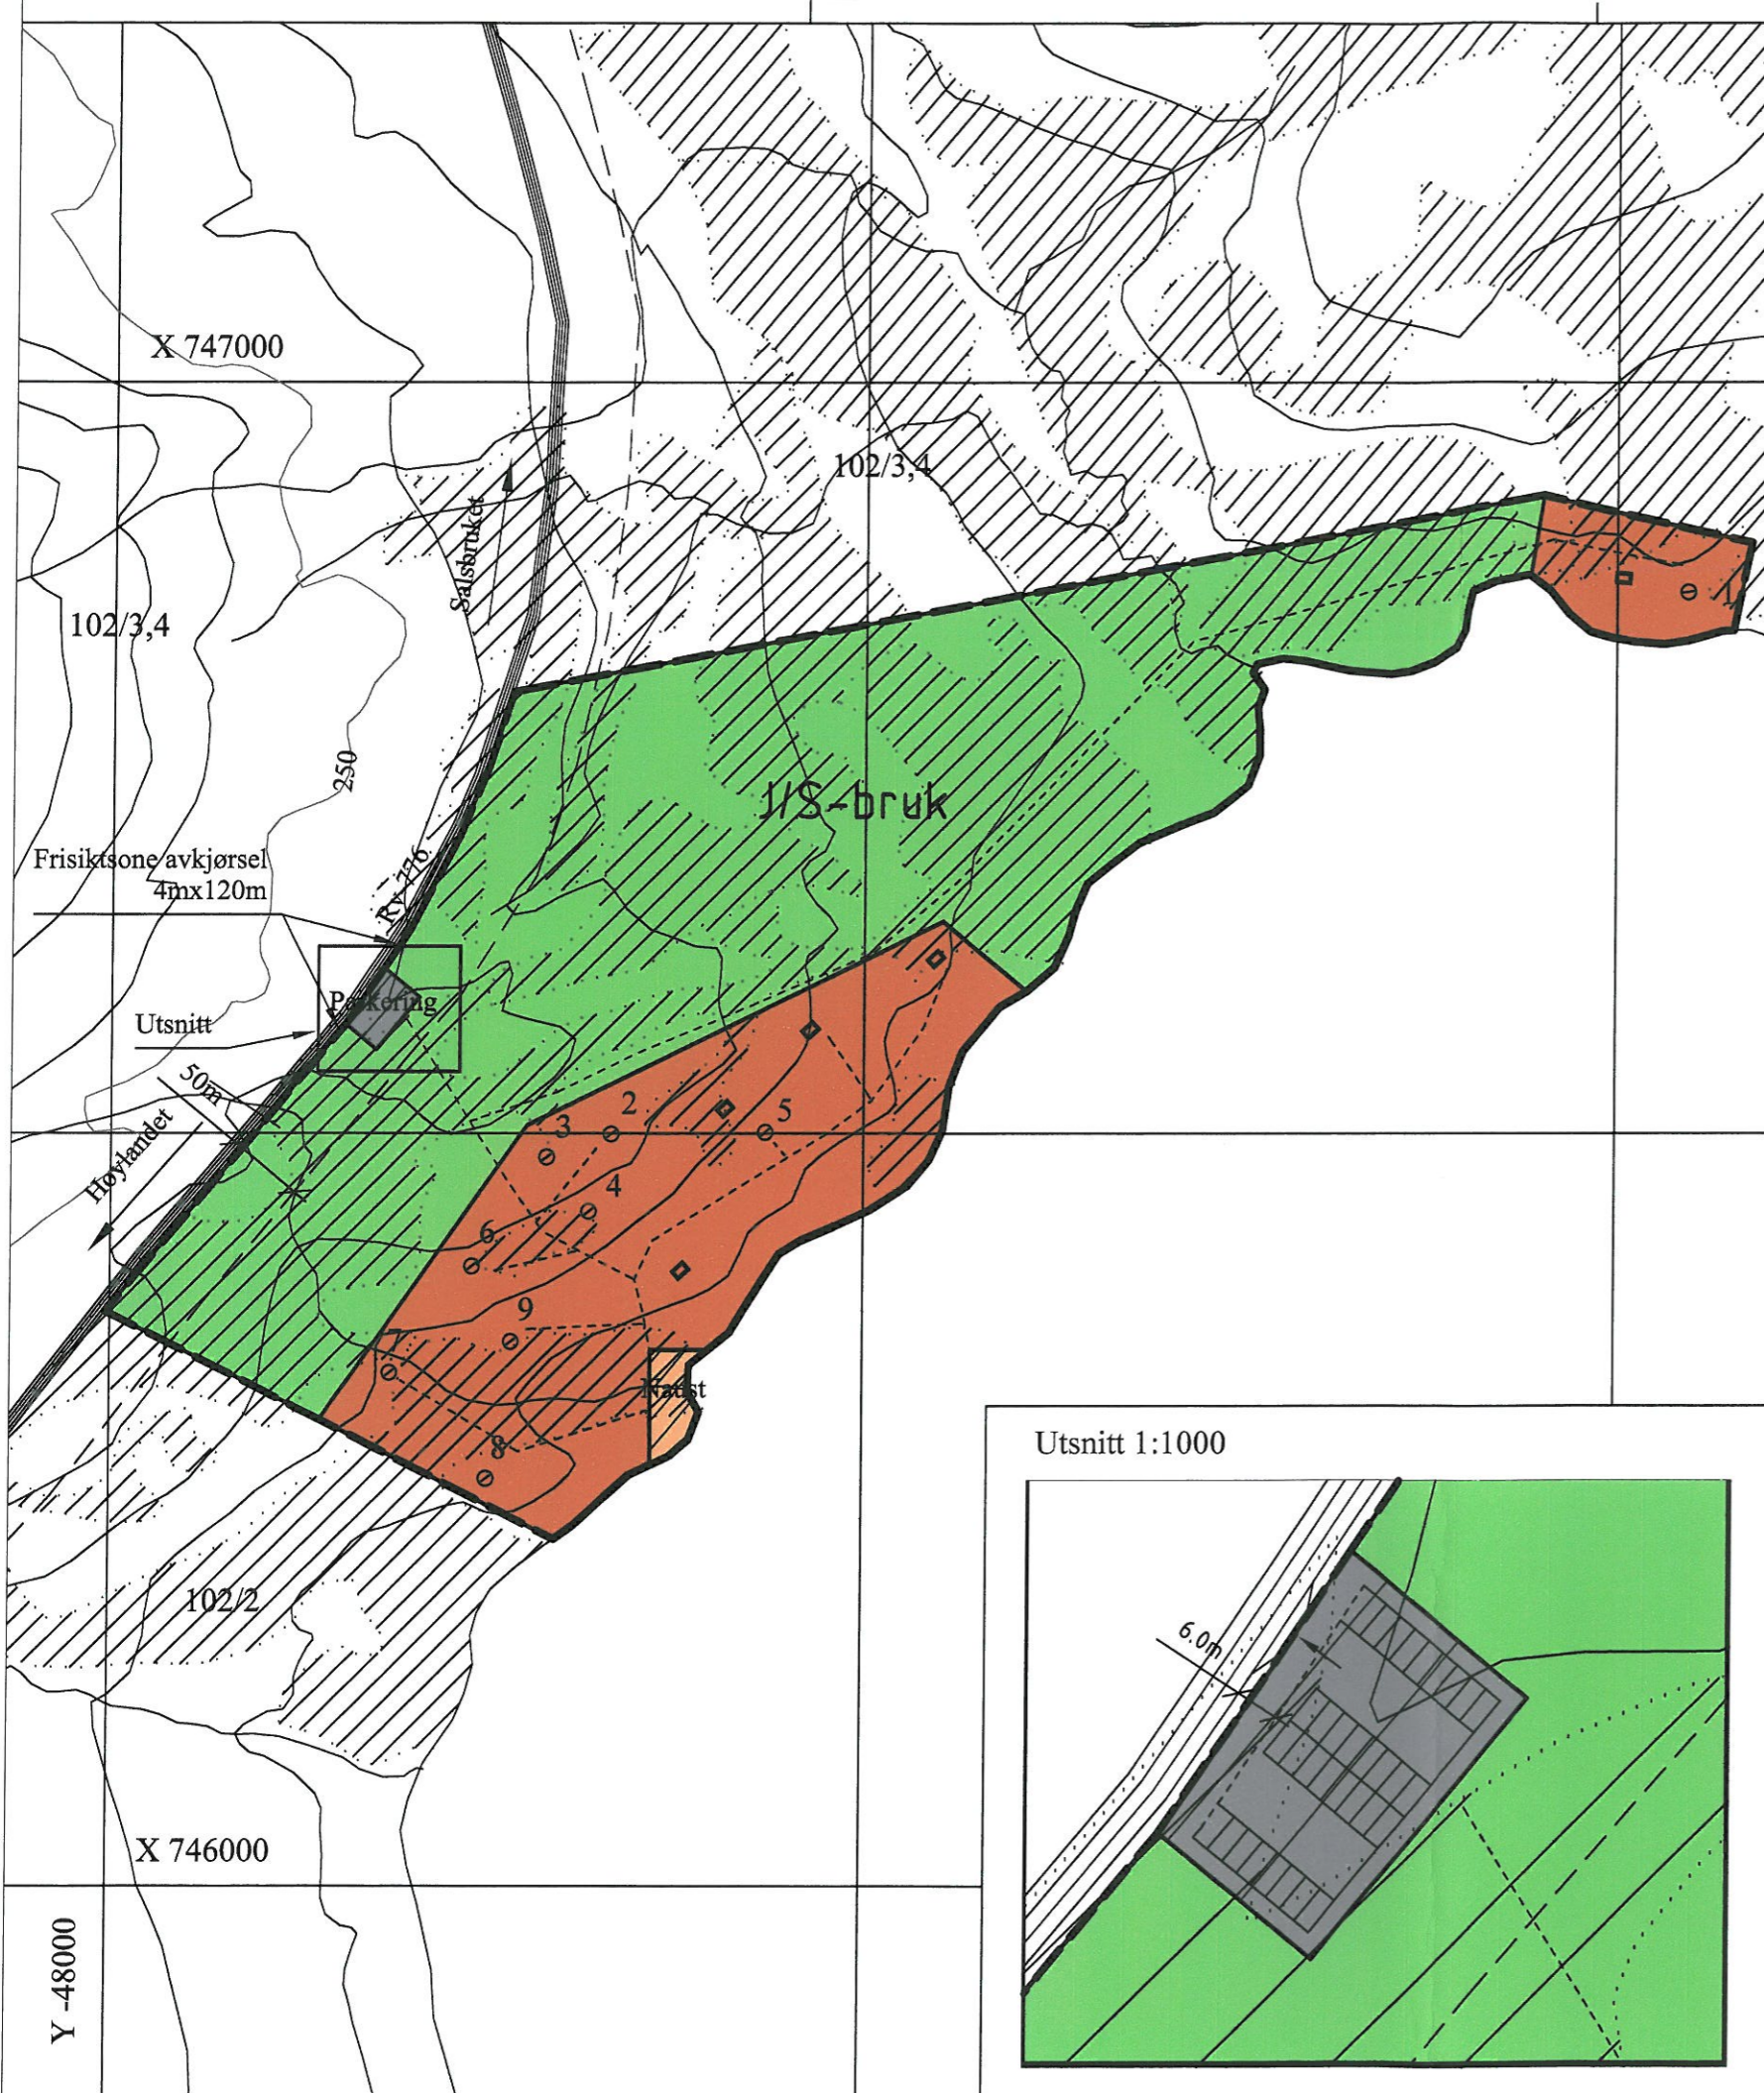 X 747000
102/3,4
Salsbruket
102/3,4
1
250
J/S-bruk
Frisiktsone avkjørsel
4mx120m
Rv 776
Parkering
Utsnitt
50m
Høylandet
2
3
5
4
6
9
7
Naust
8
Utsnitt 1:1000
6.0m
102/2
X 746000
Y -48000